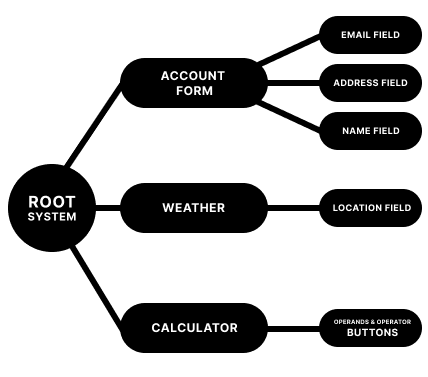 ROOT
SYSTEM
ACCOUNT
FORM
EMAIL FIELD
ADDRESS FIELD
NAME FIELD
WEATHER
LOCATION FIELD
CALCULATOR
OPERANDS & OPERATOR
BUTTONS